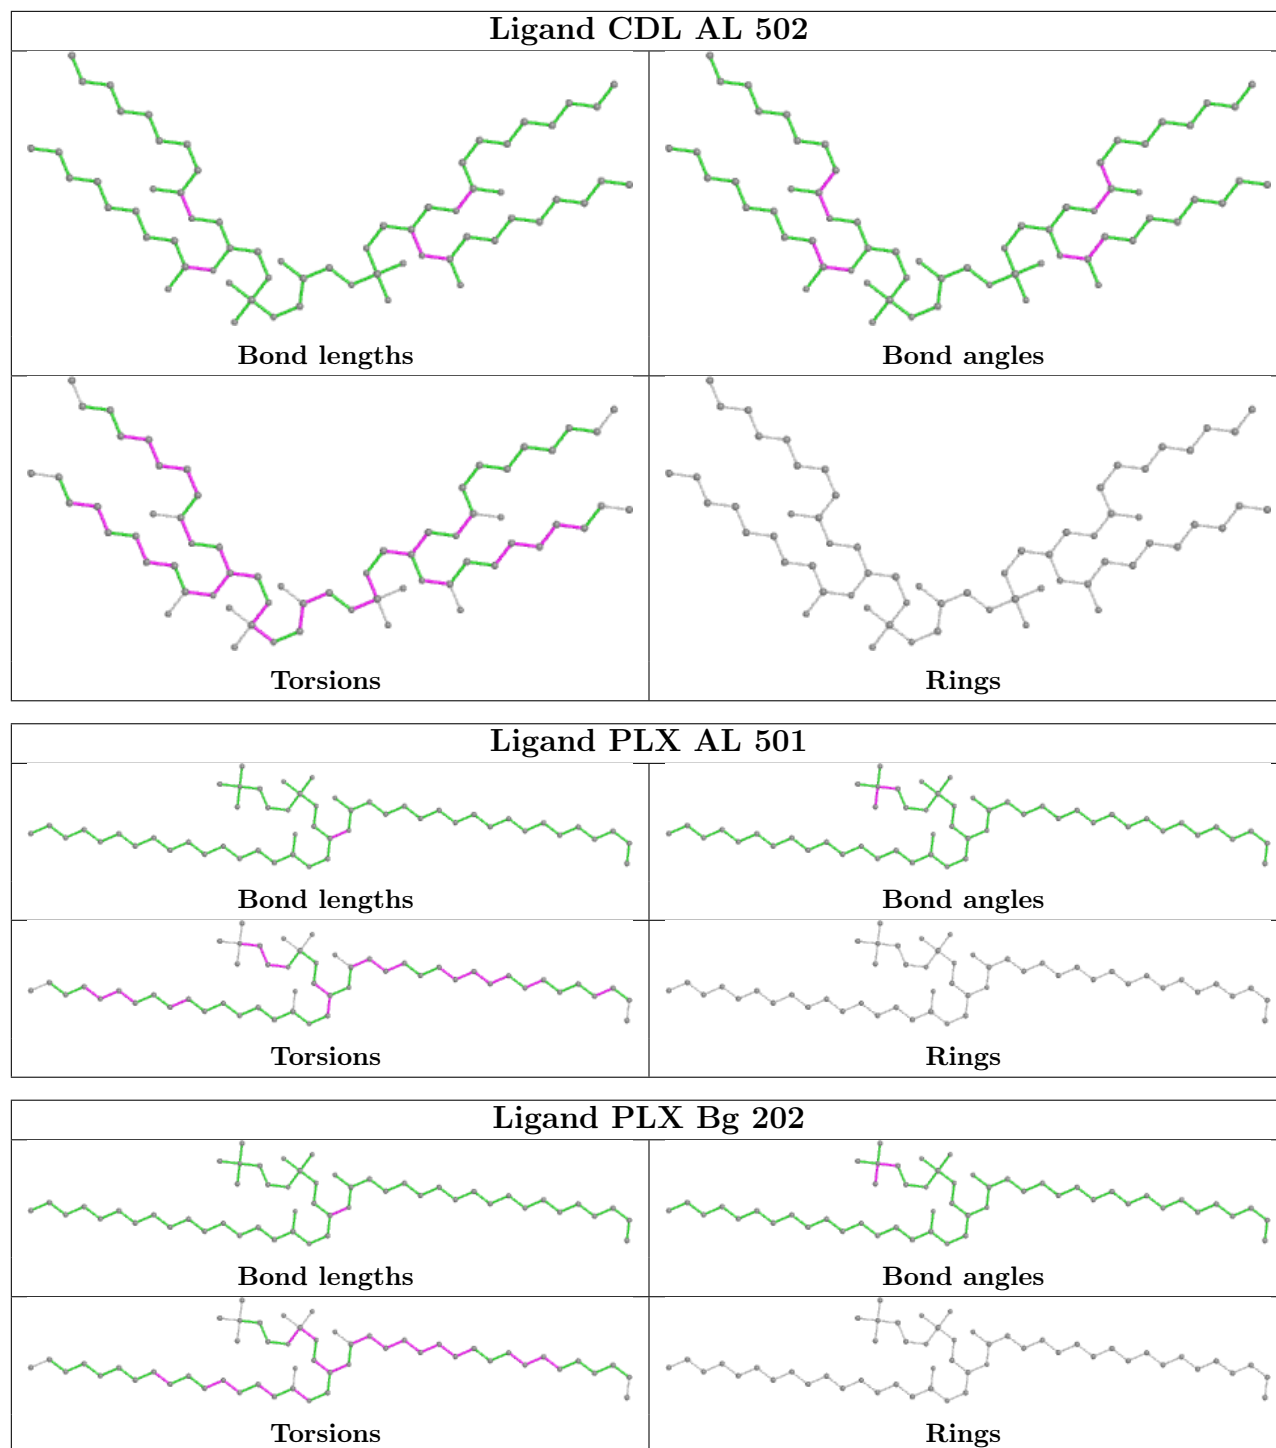 Ligand CDL AL 502
Bond lengths
Bond angles
Torsions
Rings
Ligand PLX AL 501
Bond lengths
Bond angles
Torsions
Rings
Ligand PLX Bg 202
Bond lengths
Bond angles
Torsions
Rings